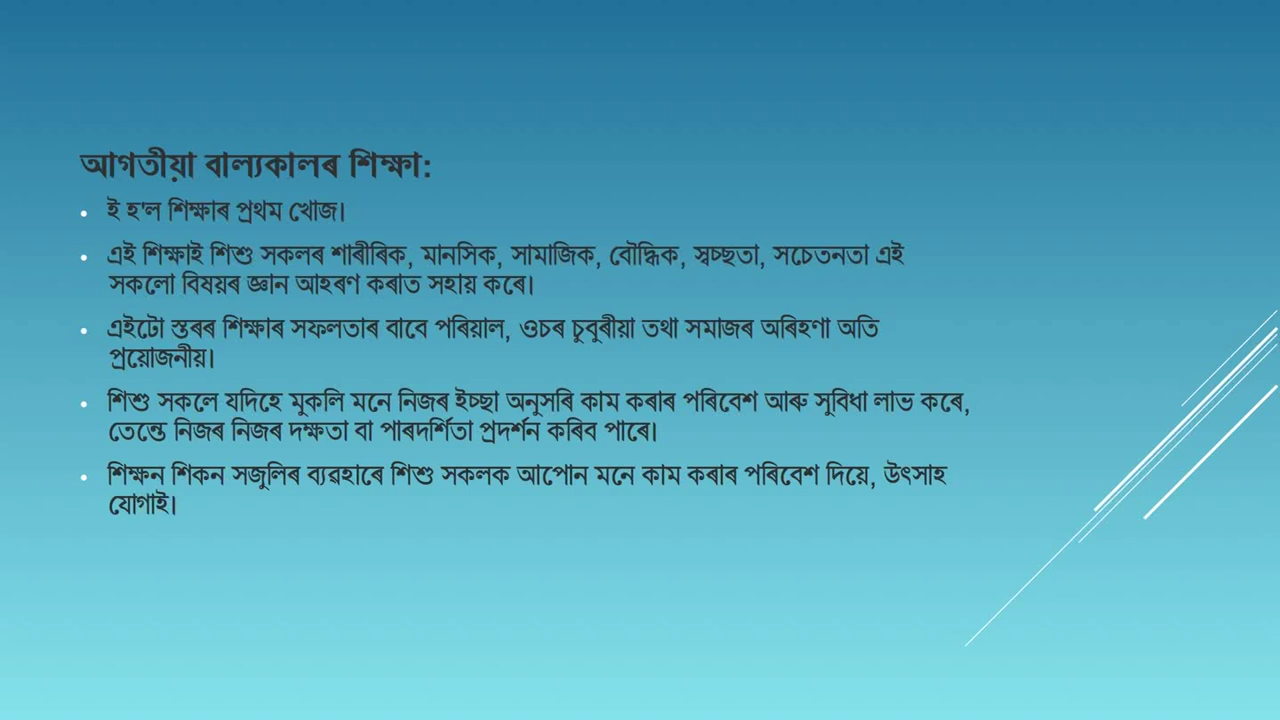 আগতীয়া বাল্যকালৰ শিক্ষা:
• ই হ'ল শিক্ষাৰ প্ৰথম খোজ।
• এই শিক্ষাই শিশু সকলৰ শাৰীৰিক, মানসিক, সামাজিক, বৌদ্ধিক, স্বচ্ছতা, সচেতনতা এই
সকলো বিষয়ৰ জ্ঞান আহৰণ কৰাত সহায় কৰে।
• এইটো স্তৰৰ শিক্ষাৰ সফলতাৰ বাবে পৰিয়াল, ওচৰ চুবুৰীয়া তথা সমাজৰ অৰিহণা অতি
প্ৰয়োজনীয়।
• শিশু সকলে যদিহে মুকলি মনে নিজৰ ইচ্ছা অনুসৰি কাম কৰাৰ পৰিবেশ আৰু সুবিধা লাভ কৰে,
তেন্তে নিজৰ নিজৰ দক্ষতা বা পাৰদৰ্শিতা প্ৰদৰ্শন কৰিব পাৰে।
• শিক্ষন শিকন সজুলিৰ ব্যৱহাৰে শিশু সকলক আপোন মনে কাম কৰাৰ পৰিবেশ দিয়ে, উৎসাহ
যোগাই।